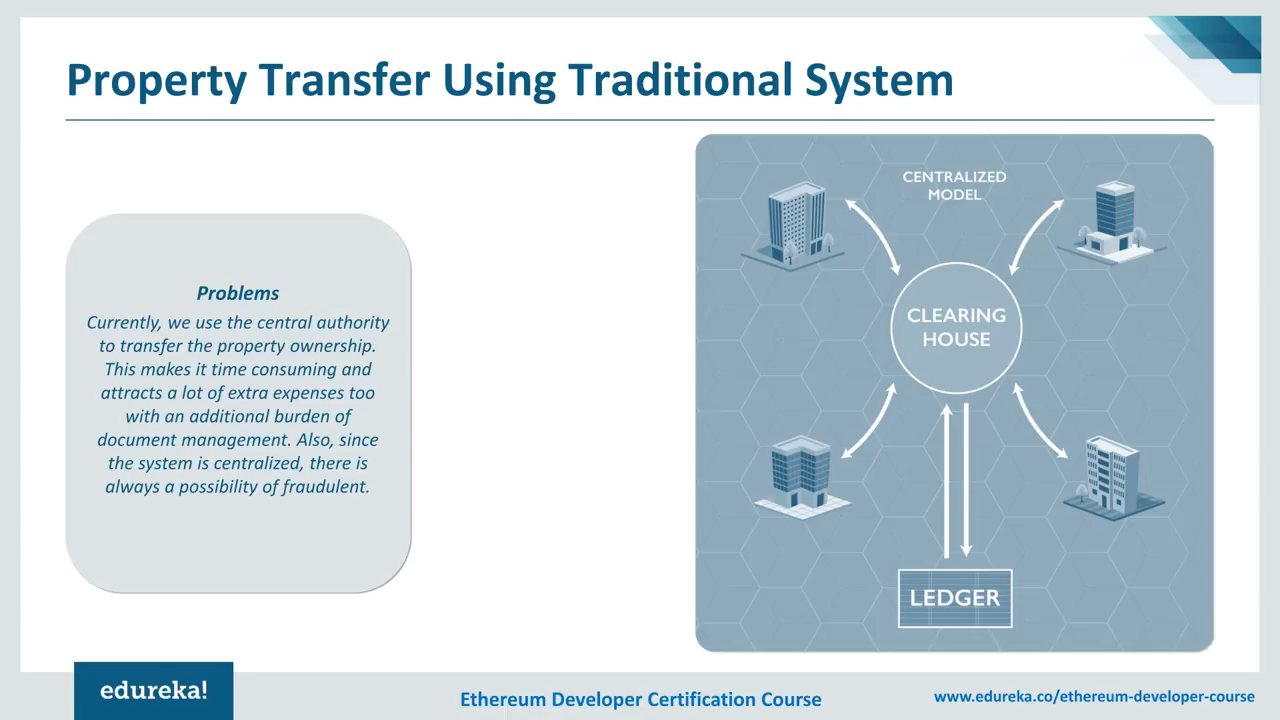 Property Transfer Using Traditional System
Problems
Currently, we use the central authority
to transfer the property ownership.
This makes it time consuming and
attracts a lot of extra expenses too
with an additional burden of
document management. Also, since
the system is centralized, there is
always a possibility of fraudulent.
CENTRALIZED
MODEL
CLEARING
HOUSE
LEDGER
edureka!
Ethereum Developer Certification Course
www.edureka.co/ethereum-developer-course